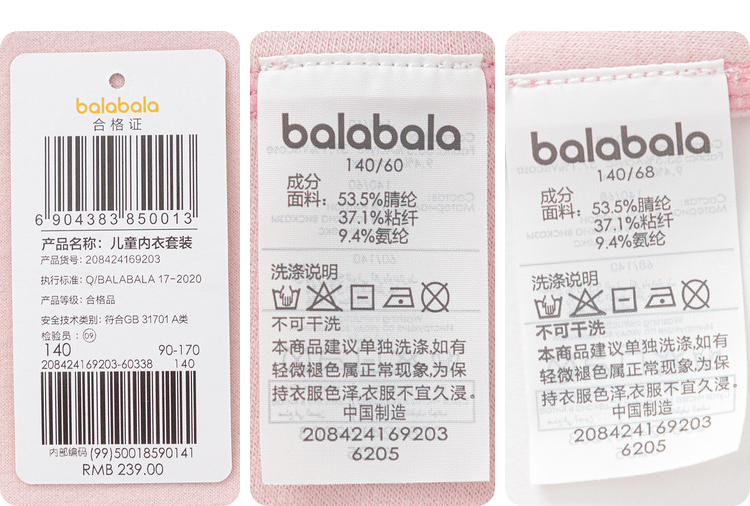 balabala
合格证
6 904383 850013
产品名称：儿童内衣套装
产品货号：208424169203
执行标准：Q/BALABALA 17-2020
产品等级：合格品
安全技术类别：符合GB 31701 A类
检验员：09
140 90-170
208424169203-60338 140
内部编码 (99)50018590141
RMB 239.00
balabala
140/60
成分
面料：53.5%腈纶
37.1%粘纤
9.4%氨纶
洗涤说明
不可干洗
本商品建议单独洗涤,如有
轻微褪色属正常现象,为保
持衣服色泽,衣服不宜久浸。
中国制造
208424169203
6205
balabala
140/68
成分
面料：53.5%腈纶
37.1%粘纤
9.4%氨纶
洗涤说明
不可干洗
本商品建议单独洗涤,如有
轻微褪色属正常现象,为保
持衣服色泽,衣服不宜久浸。
中国制造
208424169203
6205